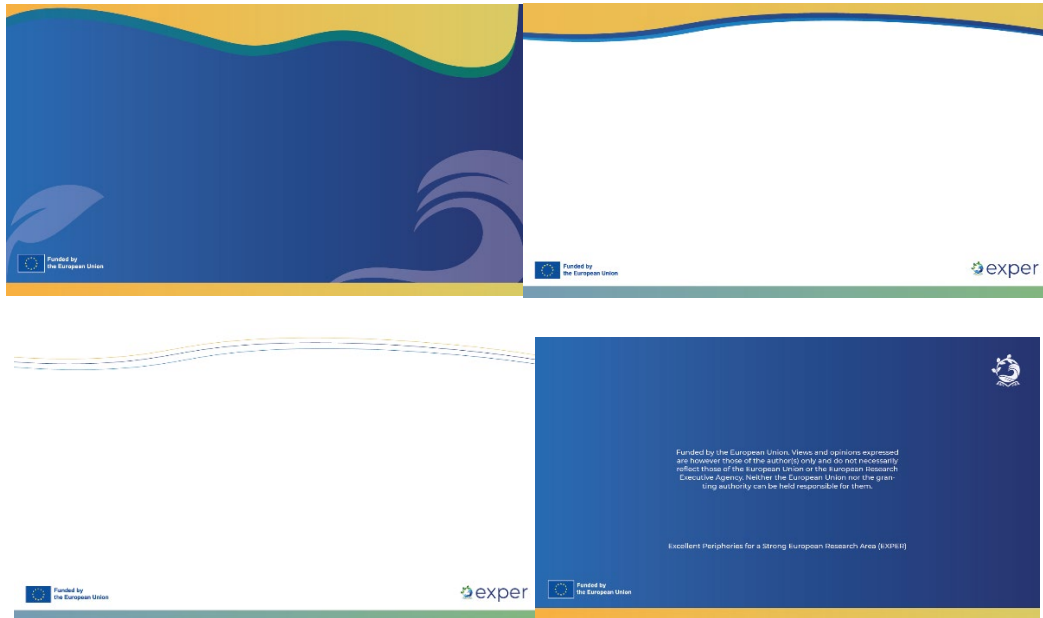 Funded by
the European Union
Funded by
the European Union
exper
Funded by
the European Union
exper
Funded by the European Union. Views and opinions expressed
are however those of the author(s) only and do not necessarily
reflect those of the European Union or the European Research
Executive Agency. Neither the European Union nor the gran-
ting authority can be held responsible for them.
Excellent Peripheries for a Strong European Research Area (EXPER)
Funded by
the European Union